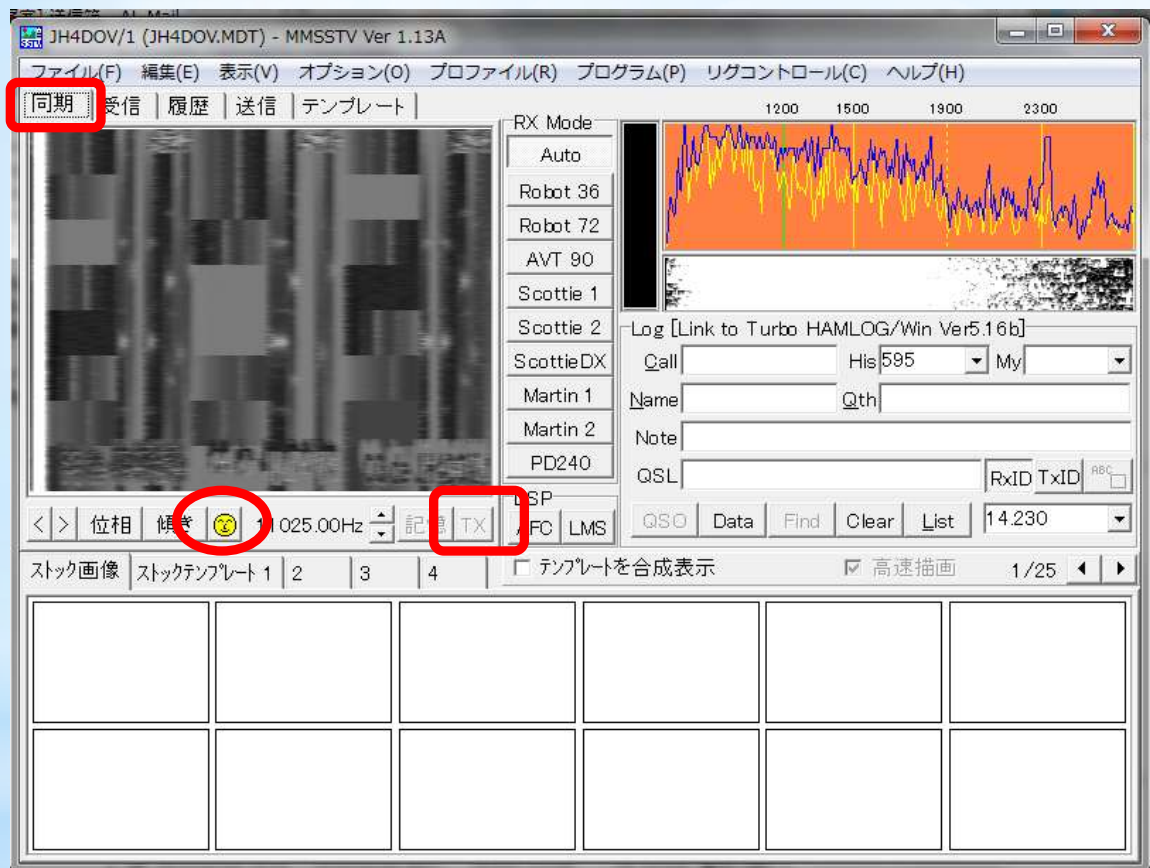 JH4DOV/1 (JH4DOV.MDT) - MMSSTV Ver 1.13A
ファイル(F) 編集(E) 表示(V) オプション(O) プロファイル(R) プログラム(P) リグコントロール(C) ヘルプ(H)
同期 受信 履歴 送信 テンプレート
1200 1500 1900 2300
RX Mode
Auto
Robot 36
Robot 72
AVT 90
Scottie 1
Scottie 2
ScottieDX
Martin 1
Martin 2
PD240
DSP
AFC LMS
Log [Link to Turbo HAMLOG/Win Ver5.16b]
Call His 595 My
Name Qth
Note
QSL RxID TxID ABC
QSO Data Find Clear List 14.230
< > 位相 傾き 11025.00Hz 記憶 TX
ストック画像 ストックテンプレート 1 2 3 4
テンプレートを合成表示 高速描画 1/25